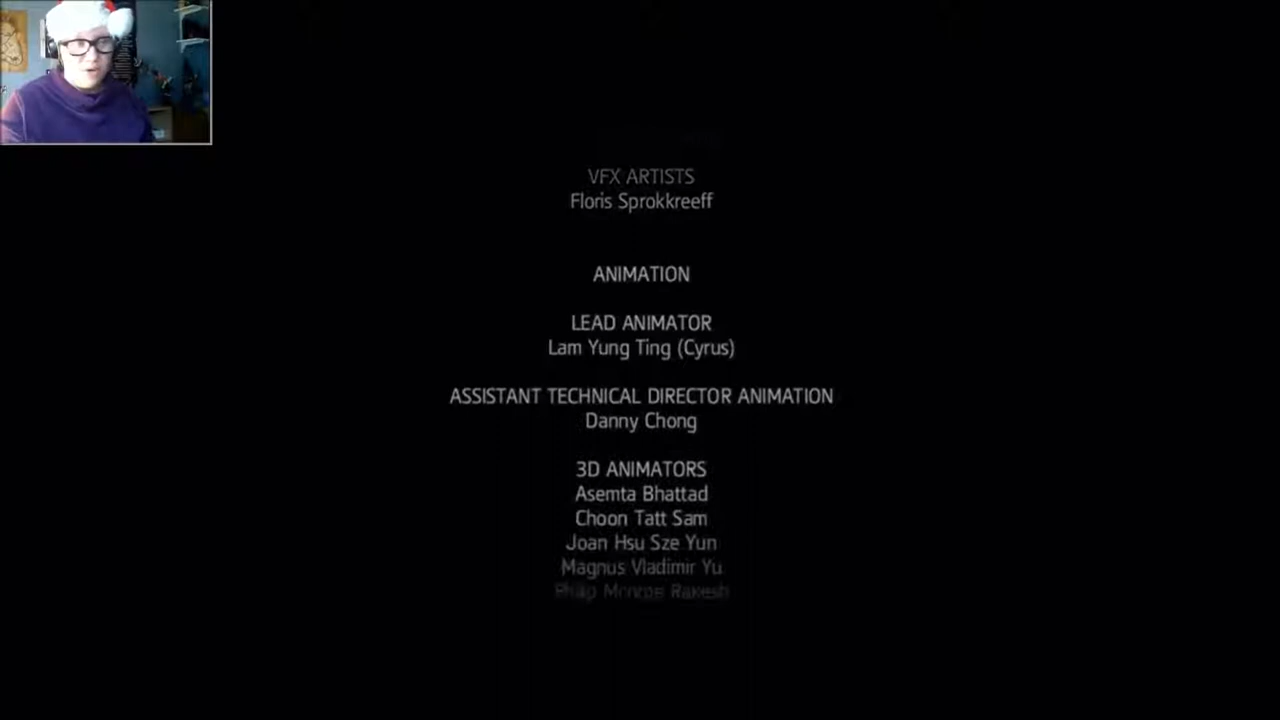 VFX ARTISTS
Floris Sprokkreeff
ANIMATION
LEAD ANIMATOR
Lam Yung Ting (Cyrus)
ASSISTANT TECHNICAL DIRECTOR ANIMATION
Danny Chong
3D ANIMATORS
Asemta Bhattad
Choon Tatt Sam
Joan Hsu Sze Yun
Magnus Vladimir Yu
Rakesh